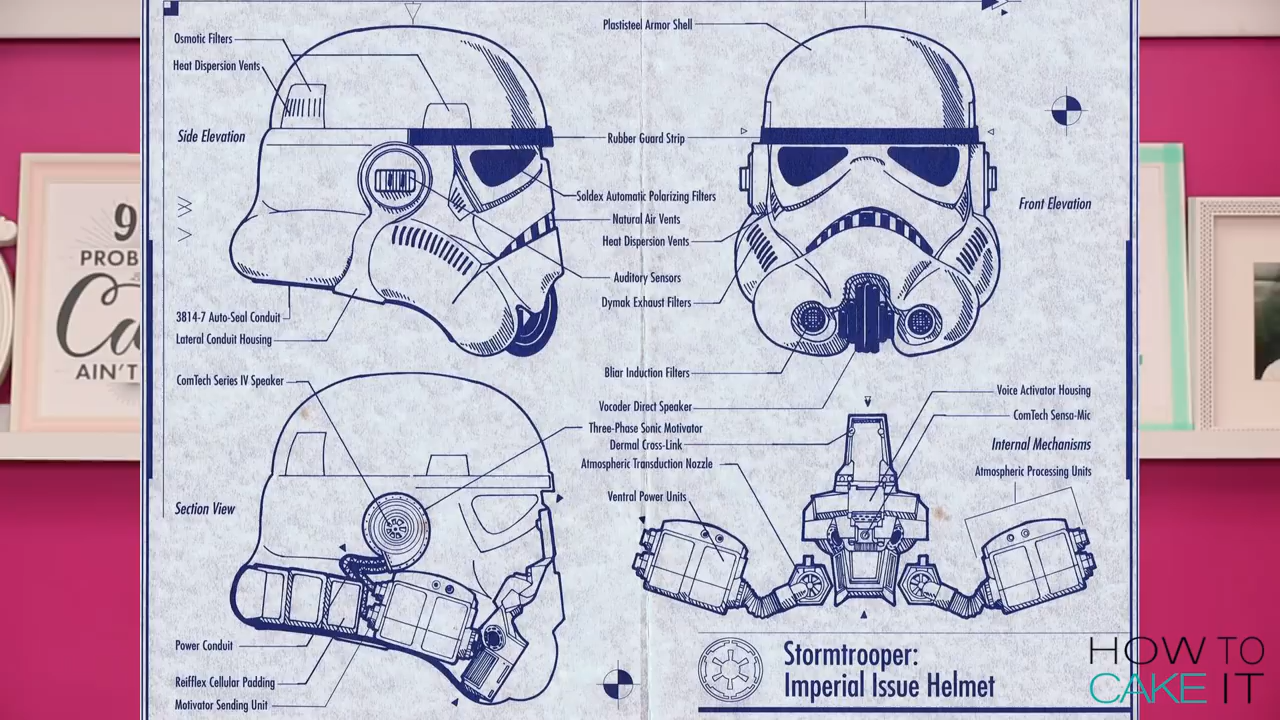 Osmotic Filters
Heat Dispersion Vents
Side Elevation
3814-7 Auto-Seal Conduit
Lateral Conduit Housing
Plastisteel Armor Shell
Rubber Guard Strip
Soldex Automatic Polarizing Filters
Natural Air Vents
Heat Dispersion Vents
Auditory Sensors
Dymak Exhaust Filters
Bliar Induction Filters
Vocoder Direct Speaker
Front Elevation
ComTech Series IV Speaker
Three-Phase Sonic Motivator
Dermal Cross-Link
Atmospheric Transduction Nozzle
Ventral Power Units
Voice Activator Housing
ComTech Sensa-Mic
Internal Mechanisms
Atmospheric Processing Units
Section View
Power Conduit
Reifflex Cellular Padding
Motivator Sending Unit
Stormtrooper:
Imperial Issue Helmet
9
PROB
Ca
AIN'T
HOW TO
CAKE IT